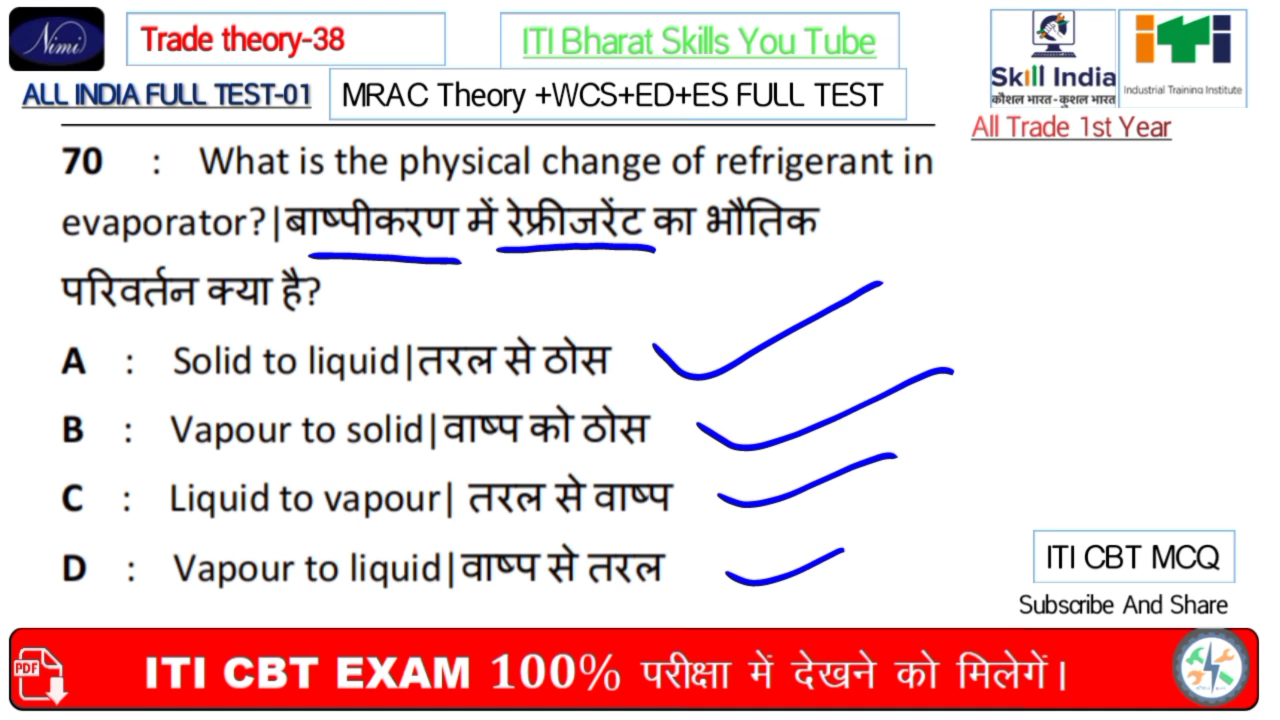 Nimi
Trade theory-38
ITI Bharat Skills You Tube
Skill India
कौशल भारत-कुशल भारत
iTi
Industrial Training Institute
ALL INDIA FULL TEST-01
MRAC Theory +WCS+ED+ES FULL TEST
All Trade 1st Year
70 : What is the physical change of refrigerant in
evaporator?|बाष्पीकरण में रेफ्रीजरेंट का भौतिक
परिवर्तन क्या है?
A : Solid to liquid|तरल से ठोस
B : Vapour to solid|वाष्प को ठोस
C : Liquid to vapour| तरल से वाष्प
D : Vapour to liquid|वाष्प से तरल
ITI CBT MCQ
Subscribe And Share
PDF
ITI CBT EXAM 100% परीक्षा में देखने को मिलेगें।